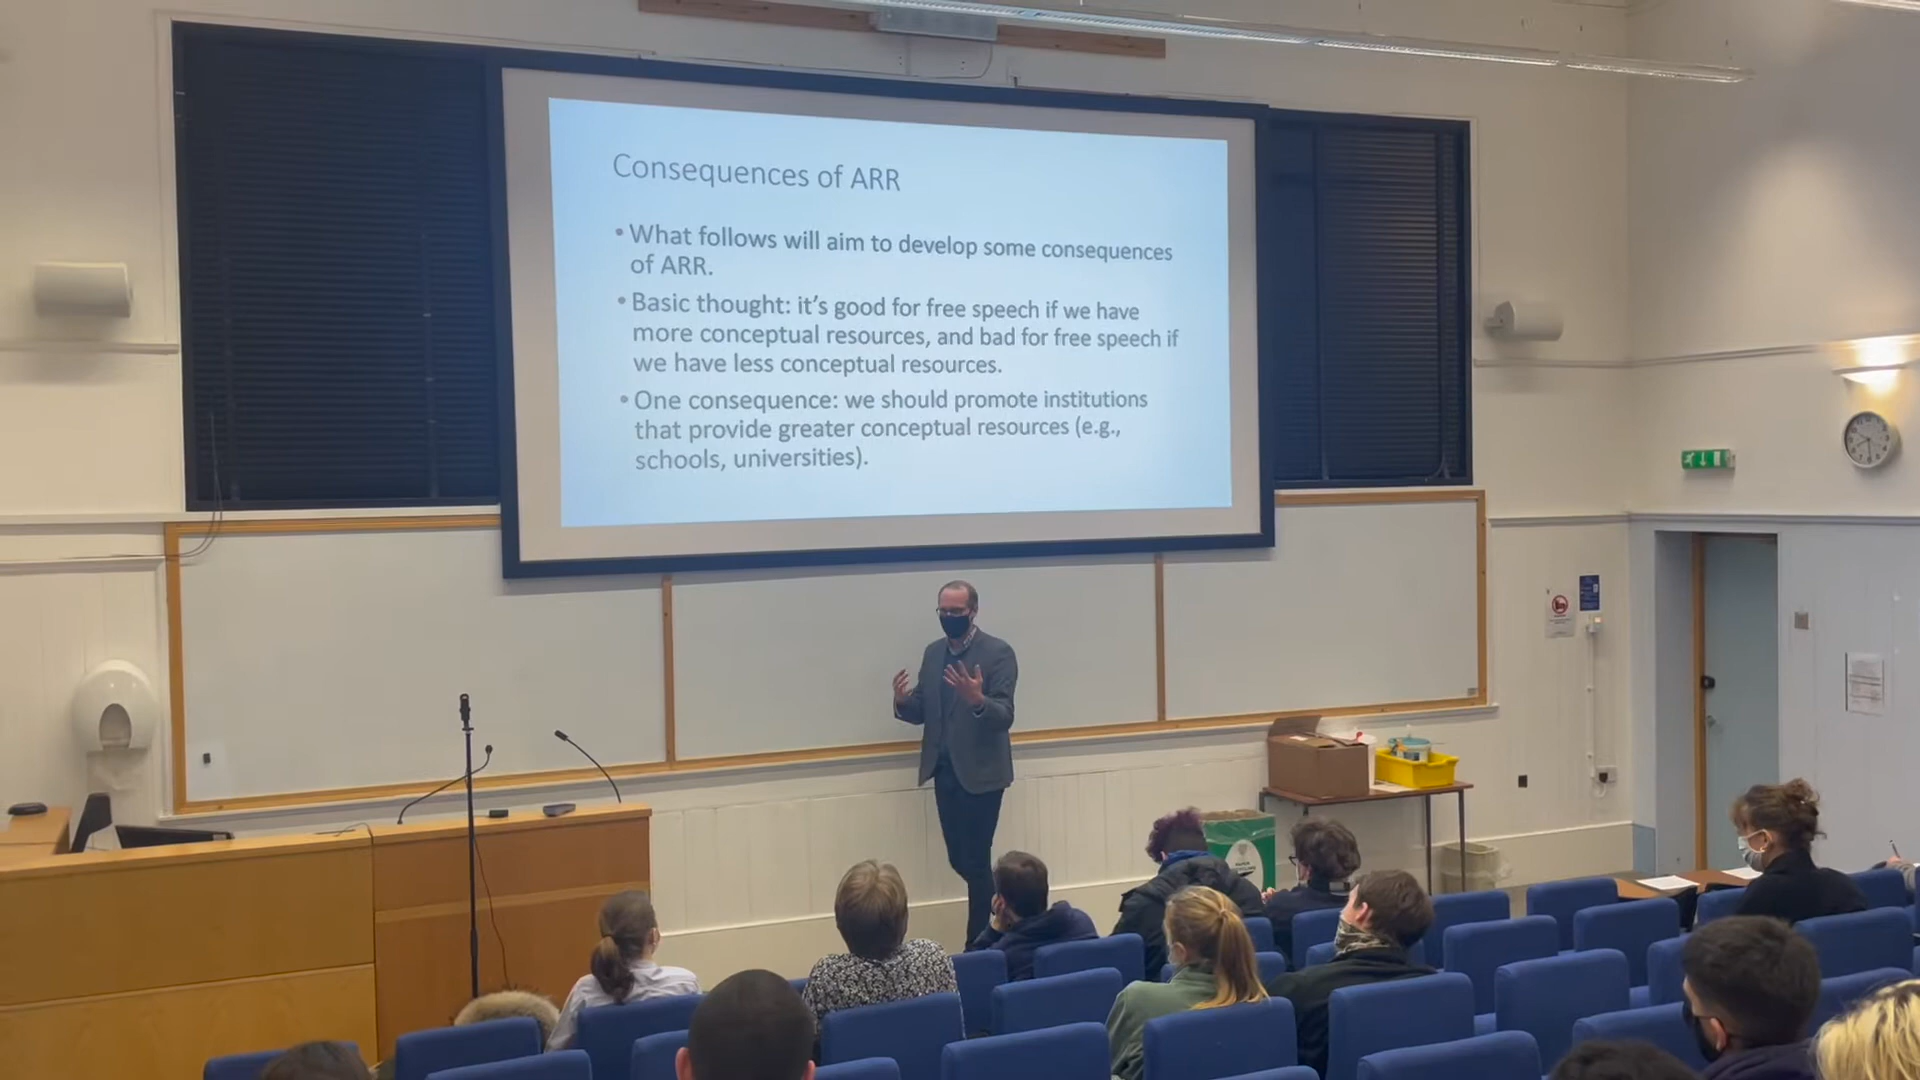 Consequences of ARR
• What follows will aim to develop some consequences
of ARR.
• Basic thought: it's good for free speech if we have
more conceptual resources, and bad for free speech if
we have less conceptual resources.
• One consequence: we should promote institutions
that provide greater conceptual resources (e.g.,
schools, universities).